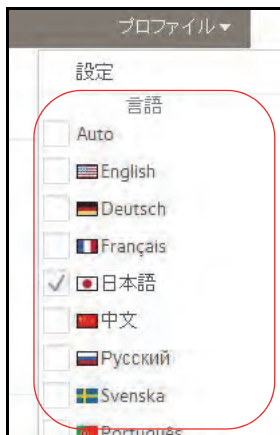 プロファイル ▾
設定
言語
Auto
English
Deutsch
Français
日本語
中文
Русский
Svenska
Português